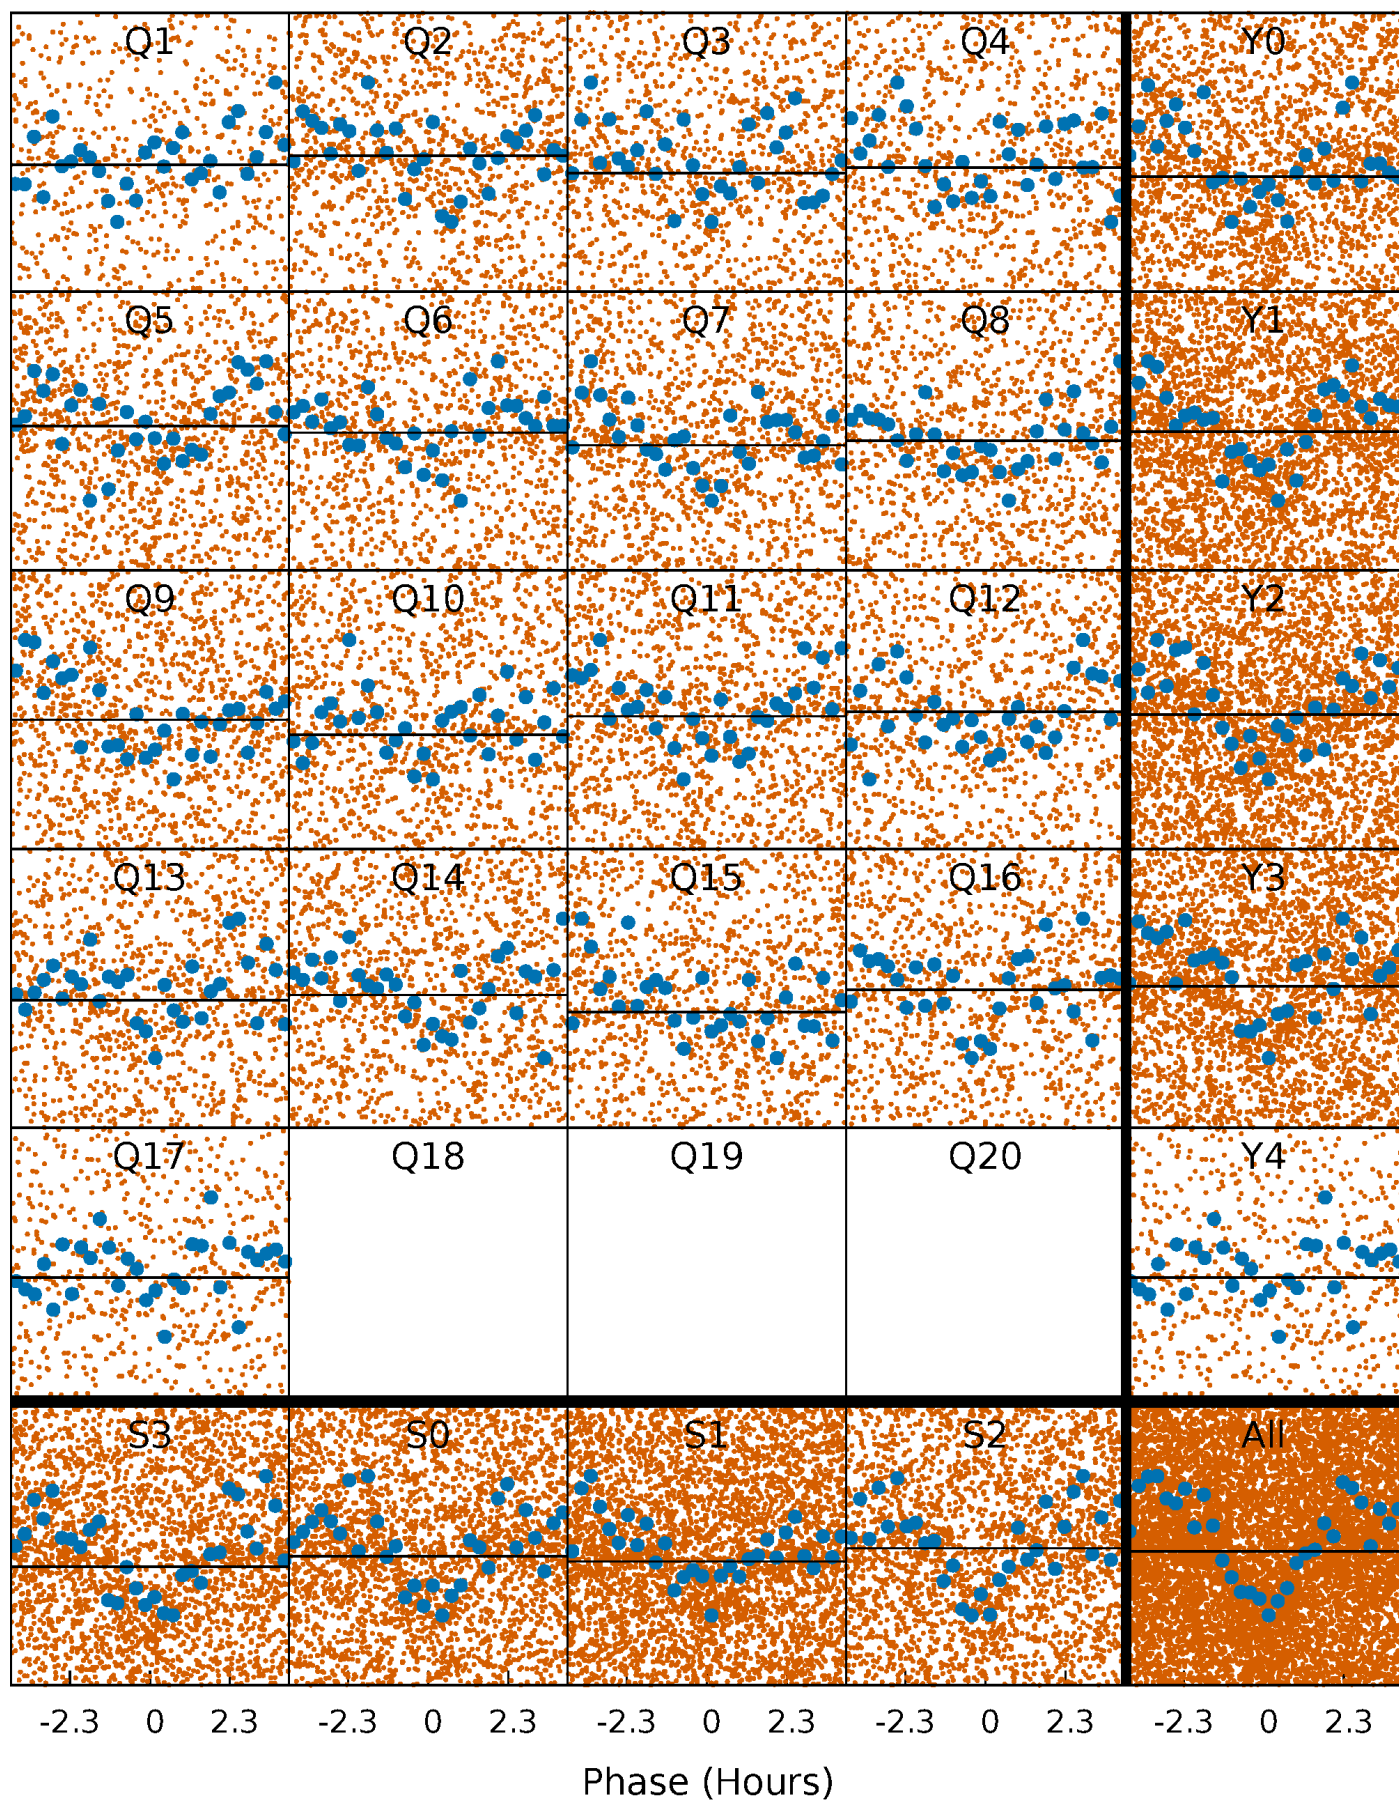 Q1 Q2 Q3 Q4 Y0
Q5 Q6 Q7 Q8 Y1
Q9 Q10 Q11 Q12 Y2
Q13 Q14 Q15 Q16 Y3
Q17 Q18 Q19 Q20 Y4
S3 S0 S1 S2 All
-2.3 0 2.3 -2.3 0 2.3 -2.3 0 2.3 -2.3 0 2.3 -2.3 0 2.3
Phase (Hours)